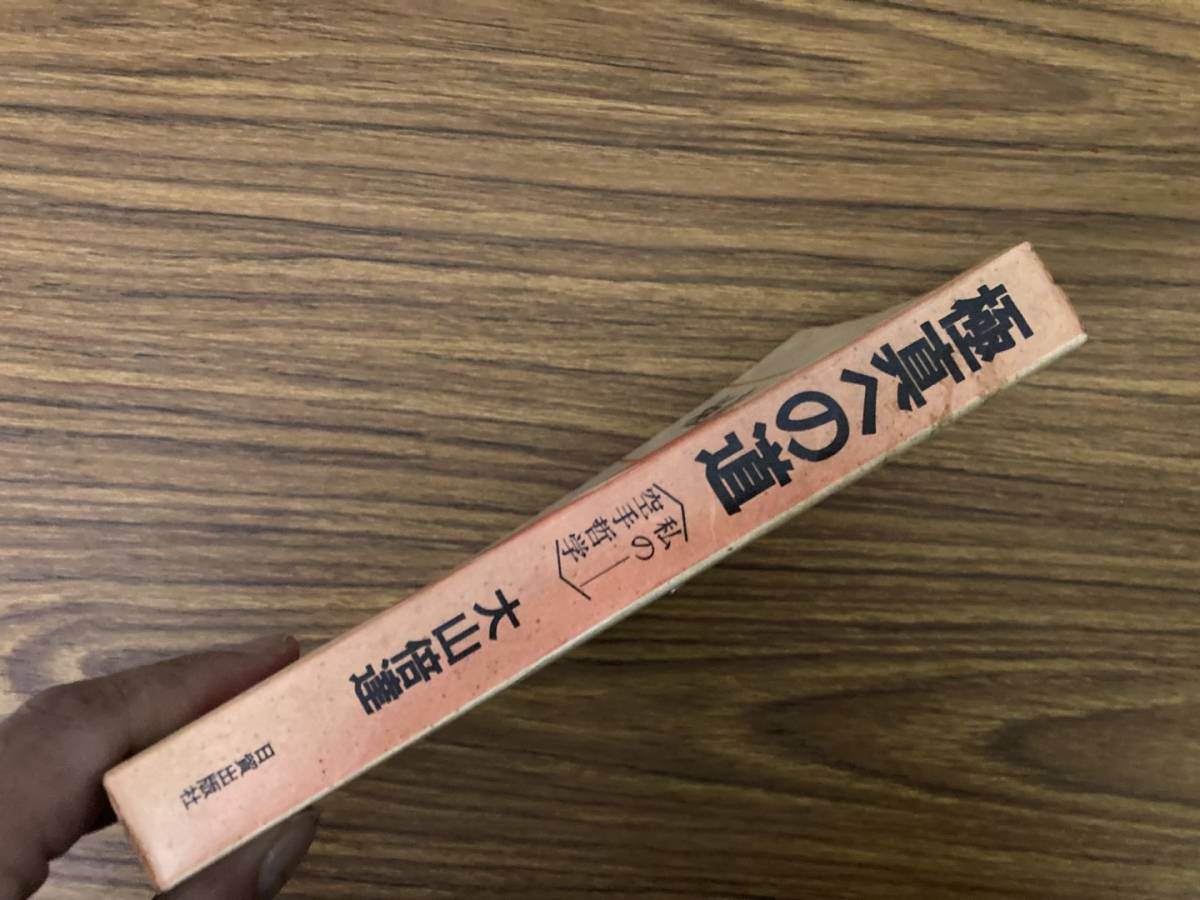 極真への道
〈私の
空手哲学〉
大山倍達
日貿出版社